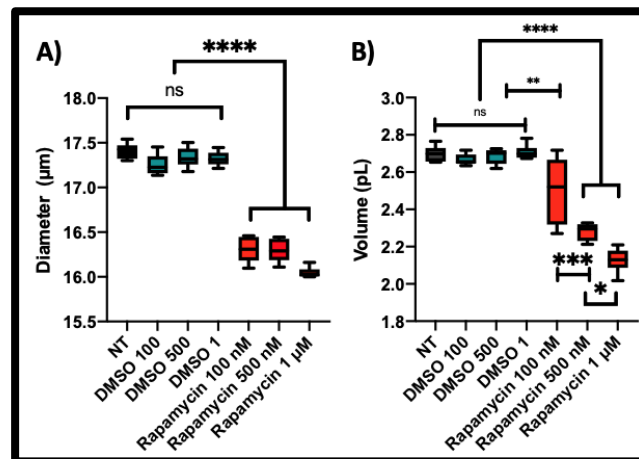 A)
****
ns
18.0
17.5
17.0
16.5
16.0
15.5
Diameter (µm)
NT
DMSO 100
DMSO 500
DMSO 1
Rapamycin 100 nM
Rapamycin 500 nM
Rapamycin 1 µM
B)
****
**
ns
3.0
2.8
2.6
2.4
2.2
2.0
1.8
Volume (pL)
***
*
NT
DMSO 100
DMSO 500
DMSO 1
Rapamycin 100 nM
Rapamycin 500 nM
Rapamycin 1 µM